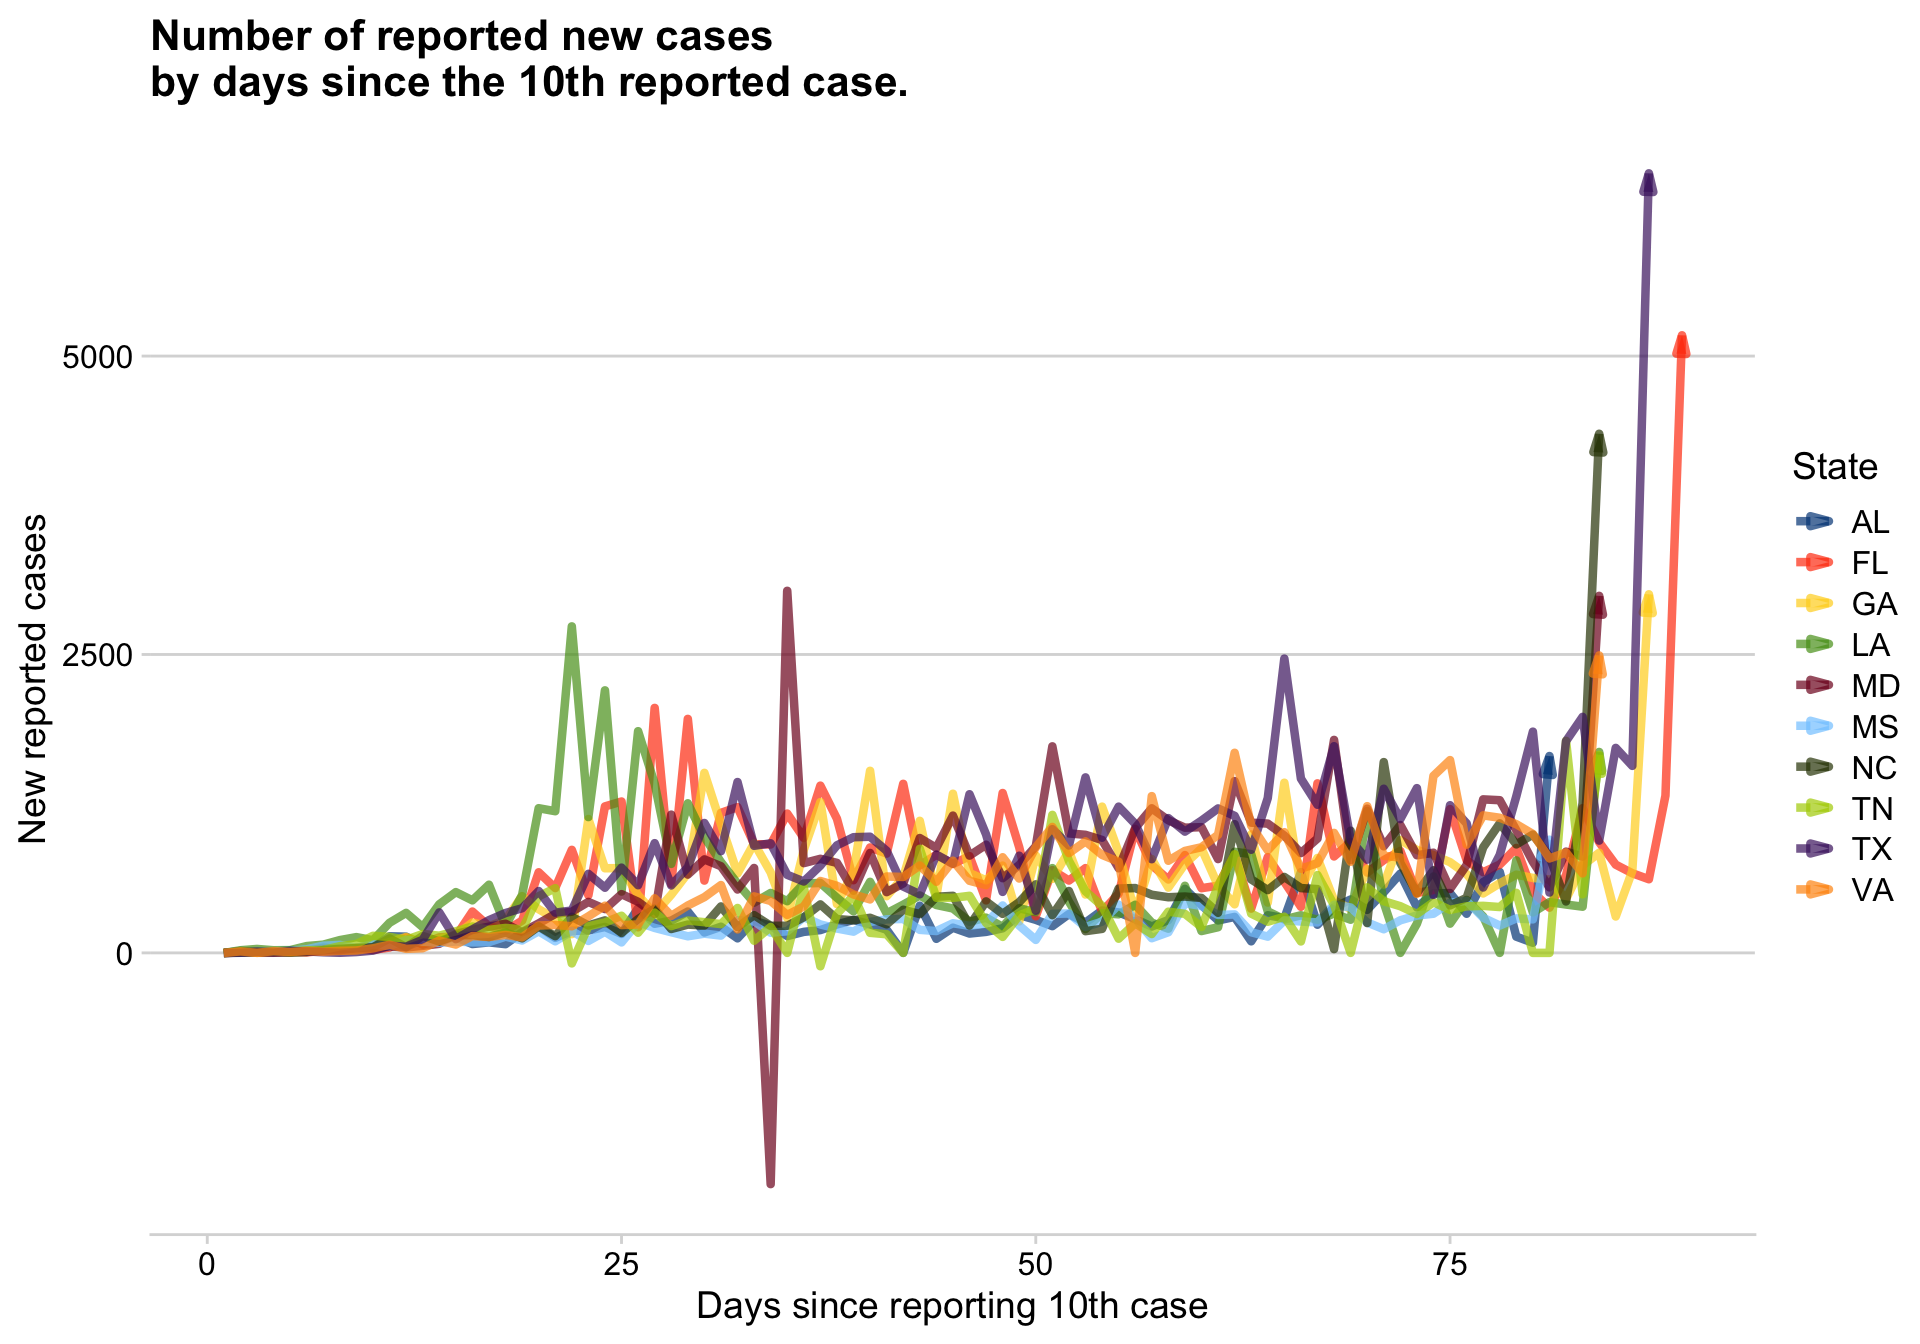 Number of reported new cases
by days since the 10th reported case.
New reported cases
5000
2500
0
0
25
50
75
Days since reporting 10th case
State
AL
FL
GA
LA
MD
MS
NC
TN
TX
VA